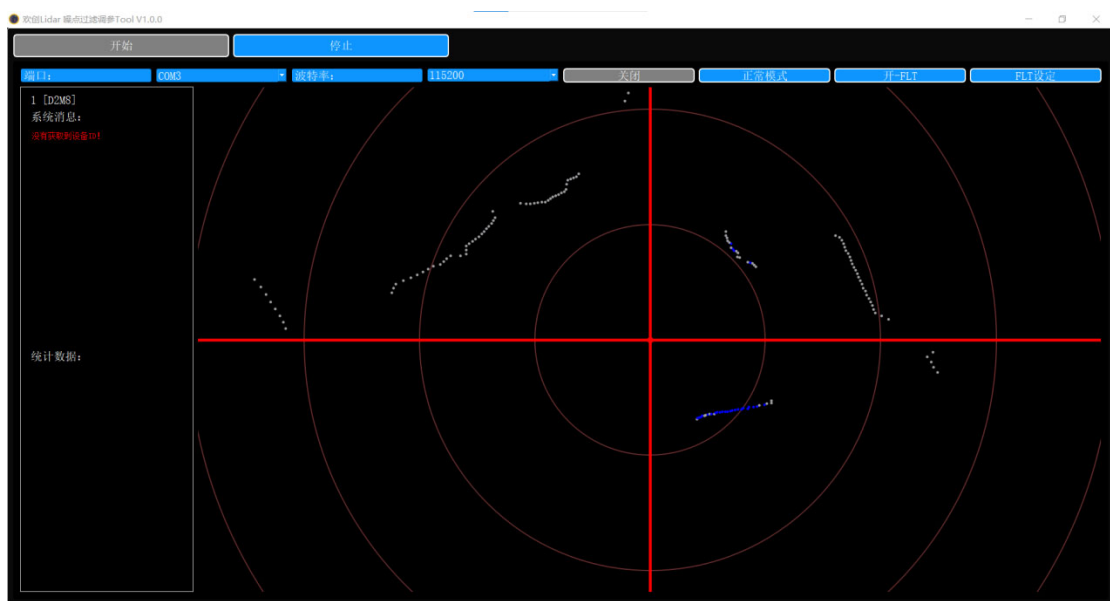 欢创Lidar 噪点过滤调参Tool V1.0.0
开始 停止
端口: COM3 波特率: 115200 关闭 正常模式 开-FLT FLT设定
1 [D2M8]
系统消息:
没有获取到设备ID!
统计数据: